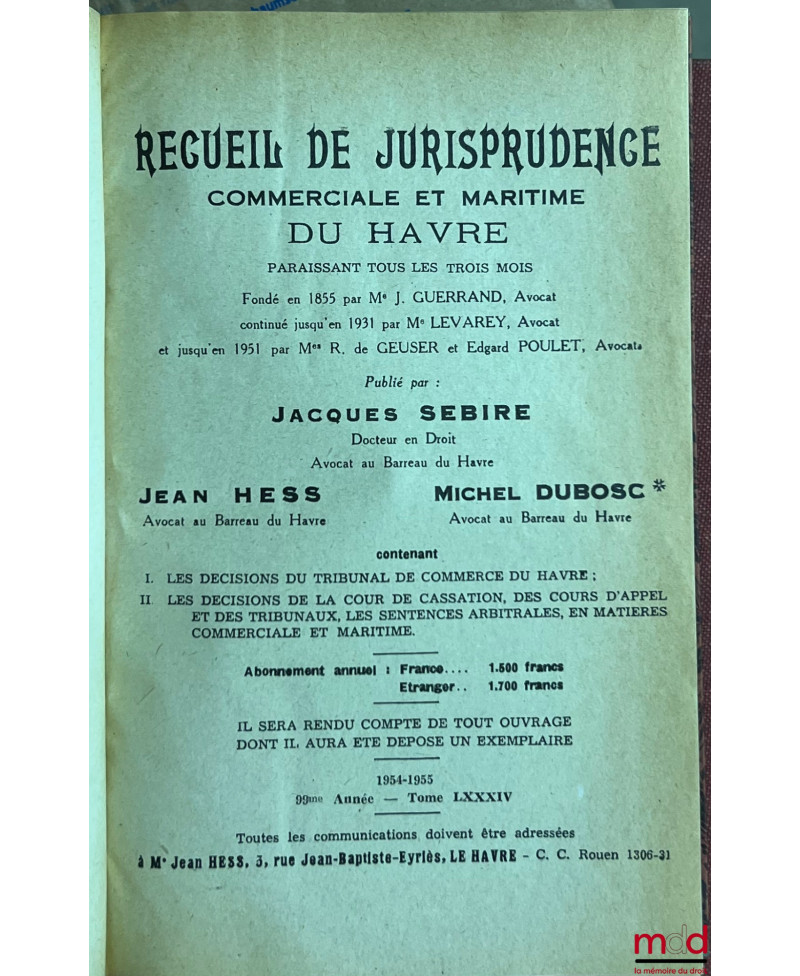 RECUEIL DE JURISPRUDENCE
COMMERCIALE ET MARITIME
DU HAVRE
PARAISSANT TOUS LES TROIS MOIS
Fondé en 1855 par Me J. GUERRAND, Avocat
continué jusqu'en 1931 par Me LEVAREY, Avocat
et jusqu'en 1951 par Mes R. de GEUSER et Edgard POULET, Avocats
Publié par :
JACQUES SEBIRE
Docteur en Droit
Avocat au Barreau du Havre
JEAN HESS MICHEL DUBOSC *
Avocat au Barreau du Havre Avocat au Barreau du Havre
contenant
I. LES DECISIONS DU TRIBUNAL DE COMMERCE DU HAVRE ;
II LES DECISIONS DE LA COUR DE CASSATION, DES COURS D'APPEL
ET DES TRIBUNAUX, LES SENTENCES ARBITRALES, EN MATIERES
COMMERCIALE ET MARITIME.
Abonnement annuel : France.... 1.500 francs
Etranger.. 1.700 francs
IL SERA RENDU COMPTE DE TOUT OUVRAGE
DONT IL AURA ETE DEPOSE UN EXEMPLAIRE
1954-1955
99me Année — Tome LXXXIV
Toutes les communications doivent être adressées
à Me Jean HESS, 3, rue Jean-Baptiste-Eyriès, LE HAVRE - C. C. Rouen 1306-31
mdd
la mémoire du droit